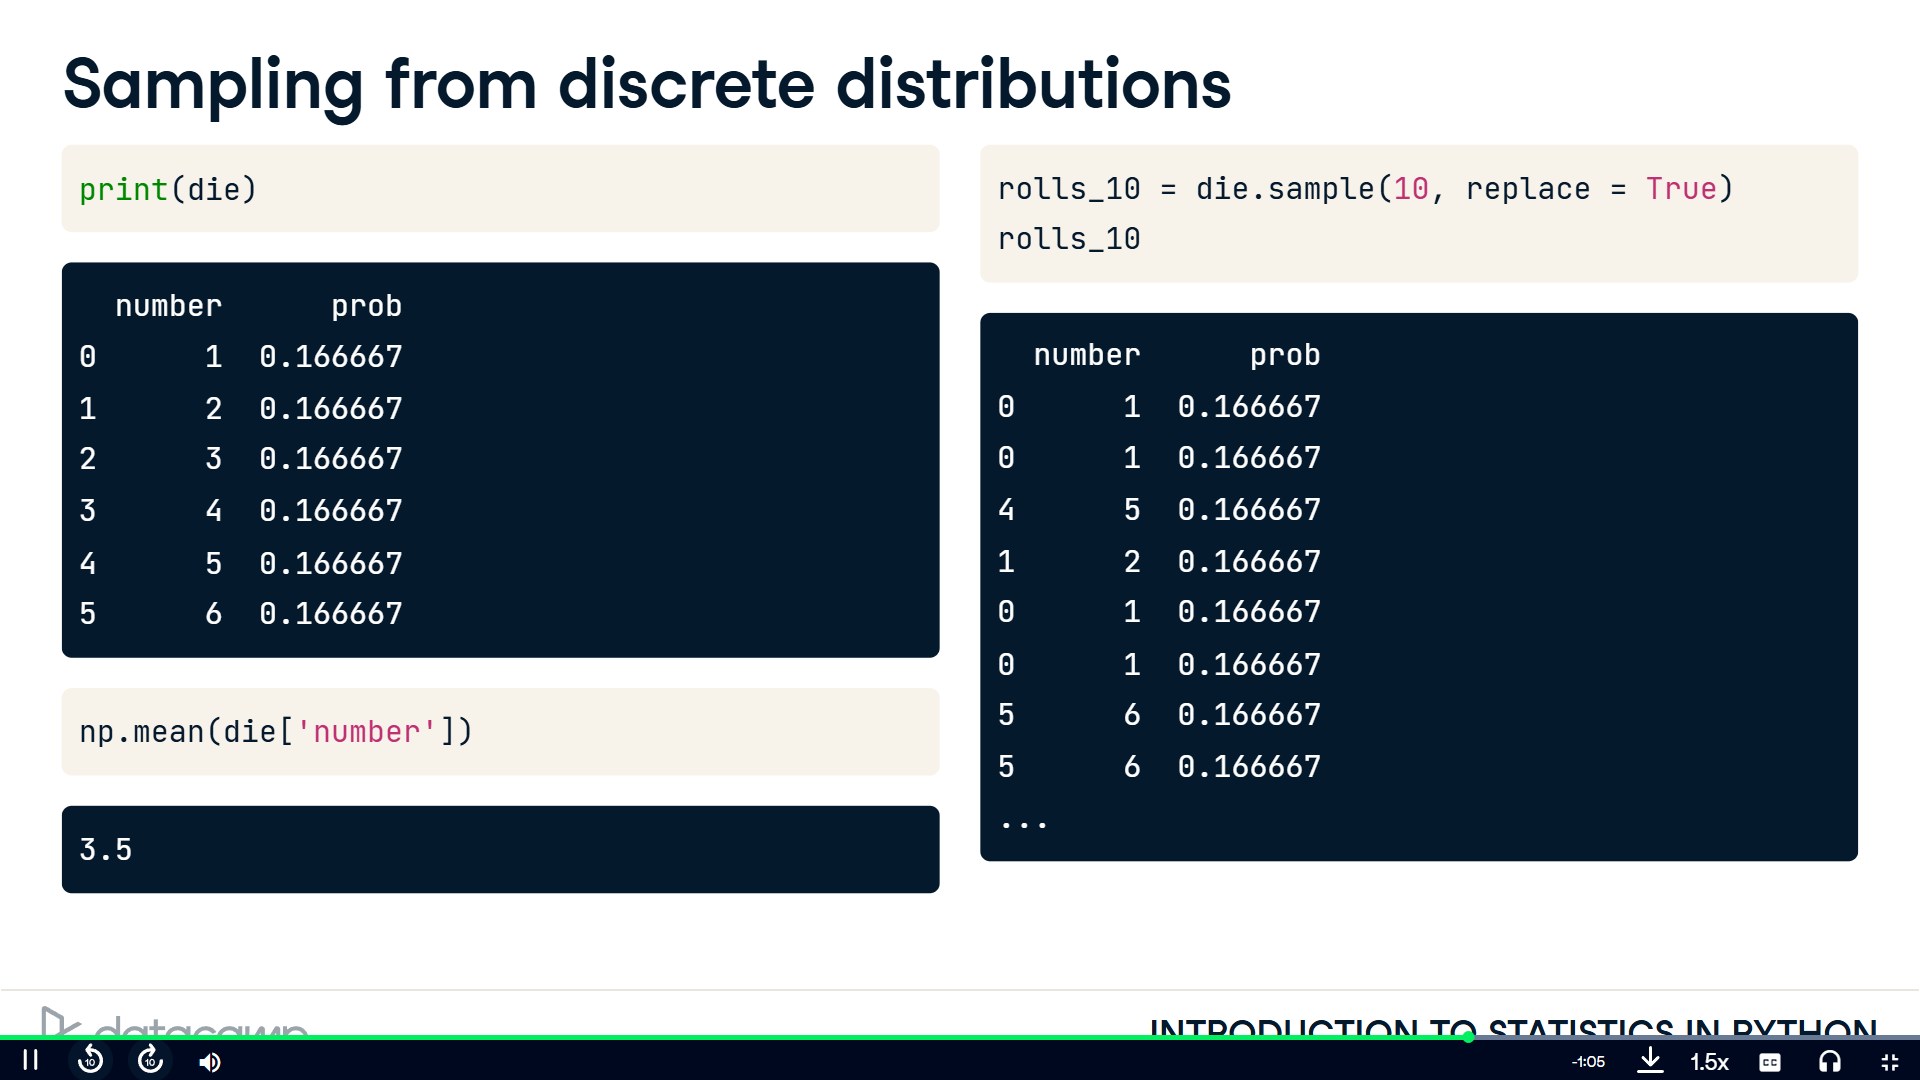 Sampling from discrete distributions
print(die)
  number      prob
0      1  0.166667
1      2  0.166667
2      3  0.166667
3      4  0.166667
4      5  0.166667
5      6  0.166667
np.mean(die['number'])
3.5
rolls_10 = die.sample(10, replace = True)
rolls_10
  number      prob
0      1  0.166667
0      1  0.166667
4      5  0.166667
1      2  0.166667
0      1  0.166667
0      1  0.166667
5      6  0.166667
5      6  0.166667
...
datacamp
INTRODUCTION TO STATISTICS IN PYTHON
10
10
-1:05
1.5x
CC